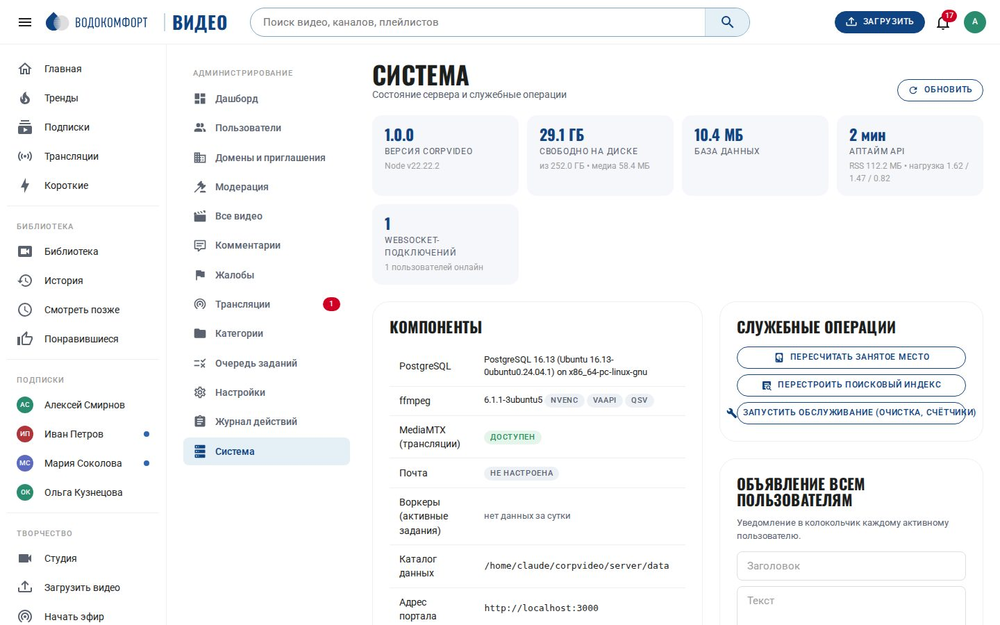 ВОДОКОМФОРТ
ВИДЕО
Поиск видео, каналов, плейлистов
ЗАГРУЗИТЬ
17
А
Главная
Тренды
Подписки
Трансляции
Короткие
БИБЛИОТЕКА
Библиотека
История
Смотреть позже
Понравившиеся
ПОДПИСКИ
АС Алексей Смирнов
ИП Иван Петров
МС Мария Соколова
ОК Ольга Кузнецова
ТВОРЧЕСТВО
Студия
Загрузить видео
Начать эфир
АДМИНИСТРИРОВАНИЕ
Дашборд
Пользователи
Домены и приглашения
Модерация
Все видео
Комментарии
Жалобы
Трансляции 1
Категории
Очередь заданий
Настройки
Журнал действий
Система
СИСТЕМА
Состояние сервера и служебные операции
ОБНОВИТЬ
1.0.0
ВЕРСИЯ CORPVIDEO
Node v22.22.2
29.1 ГБ
СВОБОДНО НА ДИСКЕ
из 252.0 ГБ • медиа 58.4 МБ
10.4 МБ
БАЗА ДАННЫХ
2 мин
АПТАЙМ API
RSS 112.2 МБ • нагрузка 1.62 /
1.47 / 0.82
1
WEBSOCKET-
ПОДКЛЮЧЕНИЙ
1 пользователей онлайн
КОМПОНЕНТЫ
PostgreSQL
PostgreSQL 16.13 (Ubuntu 16.13-
0ubuntu0.24.04.1) on x86_64-pc-linux-gnu
ffmpeg
6.1.1-3ubuntu5 NVENC VAAPI QSV
MediaMTX
(трансляции)
ДОСТУПЕН
Почта
НЕ НАСТРОЕНА
Воркеры
(активные
задания)
нет данных за сутки
Каталог
данных
/home/claude/corpvideo/server/data
Адрес
портала
http://localhost:3000
СЛУЖЕБНЫЕ ОПЕРАЦИИ
ПЕРЕСЧИТАТЬ ЗАНЯТОЕ МЕСТО
ПЕРЕСТРОИТЬ ПОИСКОВЫЙ ИНДЕКС
ЗАПУСТИТЬ ОБСЛУЖИВАНИЕ (ОЧИСТКА, СЧЁТЧИКИ)
ОБЪЯВЛЕНИЕ ВСЕМ
ПОЛЬЗОВАТЕЛЯМ
Уведомление в колокольчик каждому активному
пользователю.
Заголовок
Текст